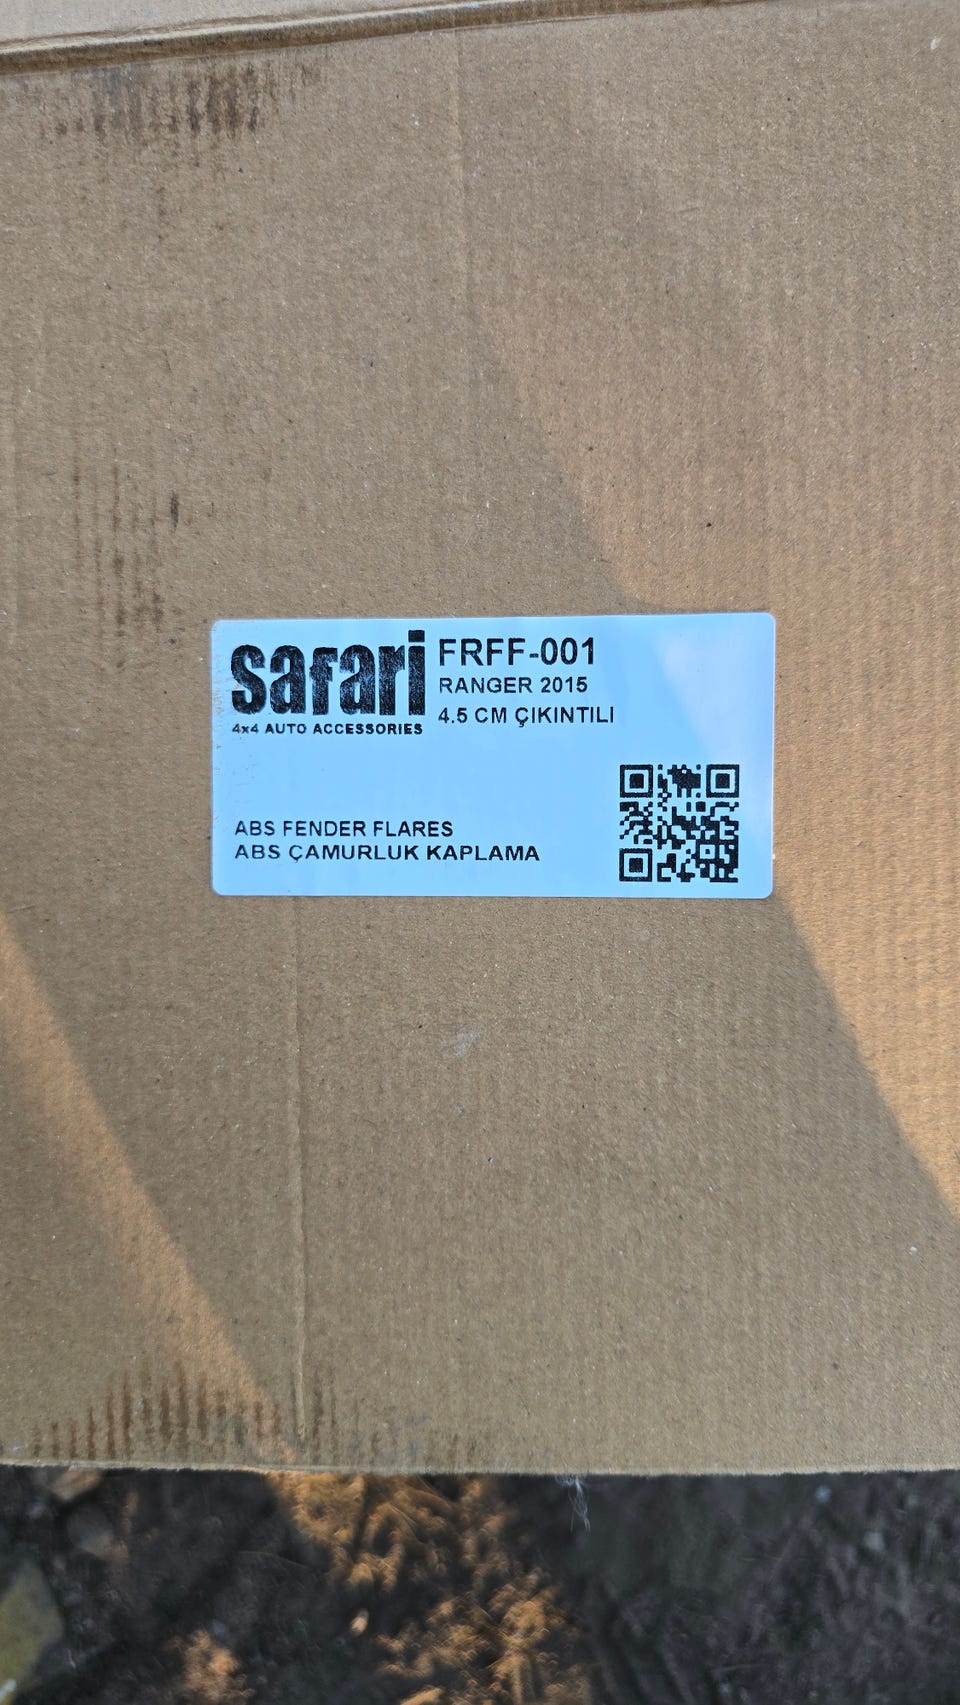 safari
4x4 AUTO ACCESSORIES
FRFF-001
RANGER 2015
4.5 CM ÇIKINTILI
ABS FENDER FLARES
ABS ÇAMURLUK KAPLAMA